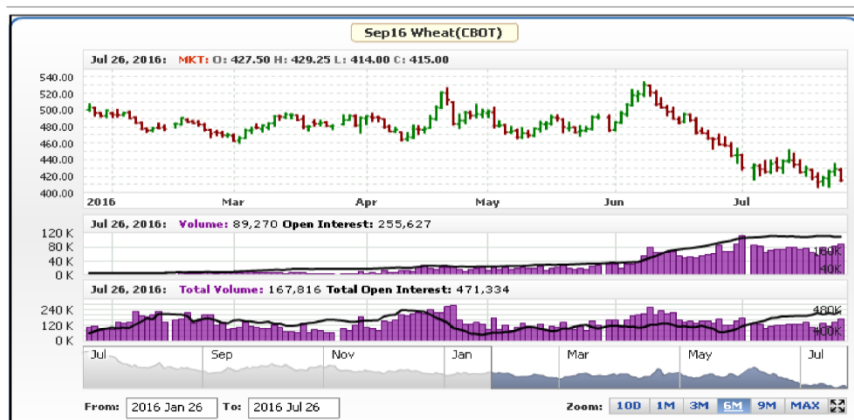 Sep16 Wheat(CBOT)
Jul 26, 2016: MKT: O: 427.50 H: 429.25 L: 414.00 C: 415.00
540.00
520.00
500.00
480.00
460.00
440.00
420.00
400.00
2016 Mar Apr May Jun Jul
Jul 26, 2016: Volume: 89,270 Open Interest: 255,627
120 K
80 K
40 K
0 K
40K
Jul 26, 2016: Total Volume: 167,816 Total Open Interest: 471,334
240 K
120 K
0 K
480K
400K
Jul Sep Nov Jan Mar May Jul
From: 2016 Jan 26 To: 2016 Jul 26 Zoom: 10D 1M 3M 6M 9M MAX